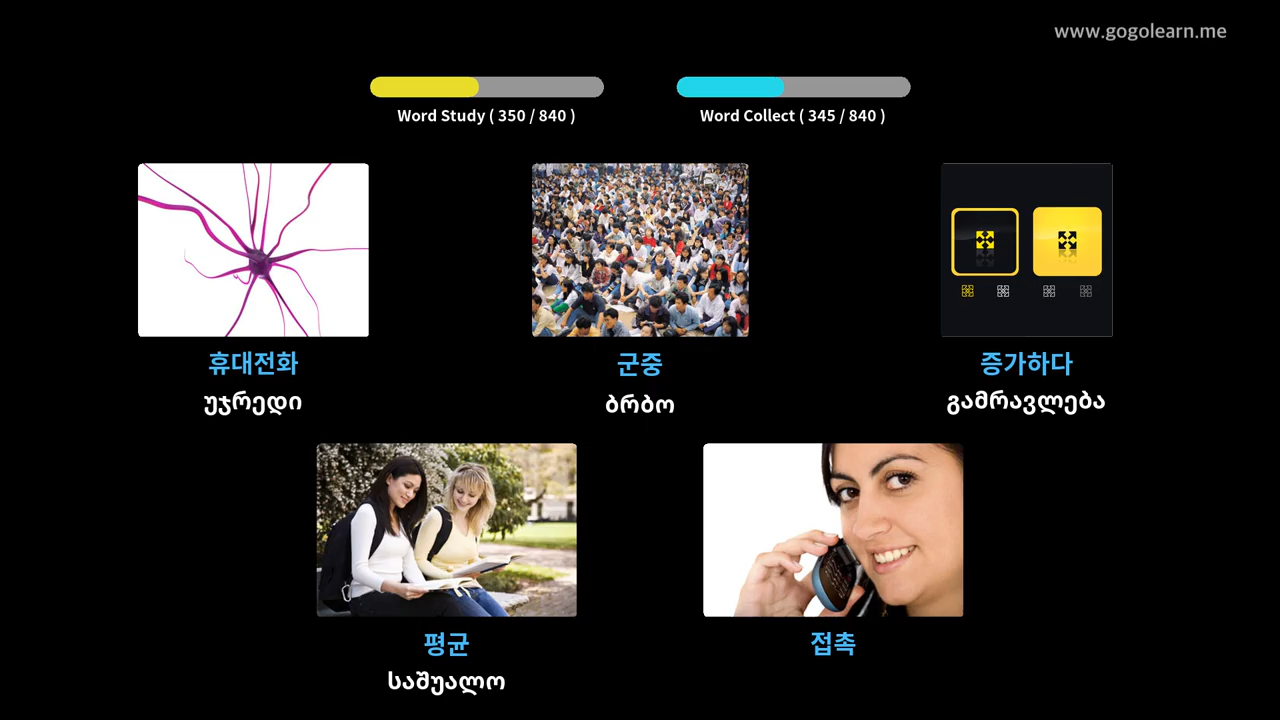 www.gogolearn.me
Word Study ( 350 / 840 )
Word Collect ( 345 / 840 )
휴대전화
უჯრედი
군중
ბრბო
증가하다
გამრავლება
평균
საშუალო
접촉